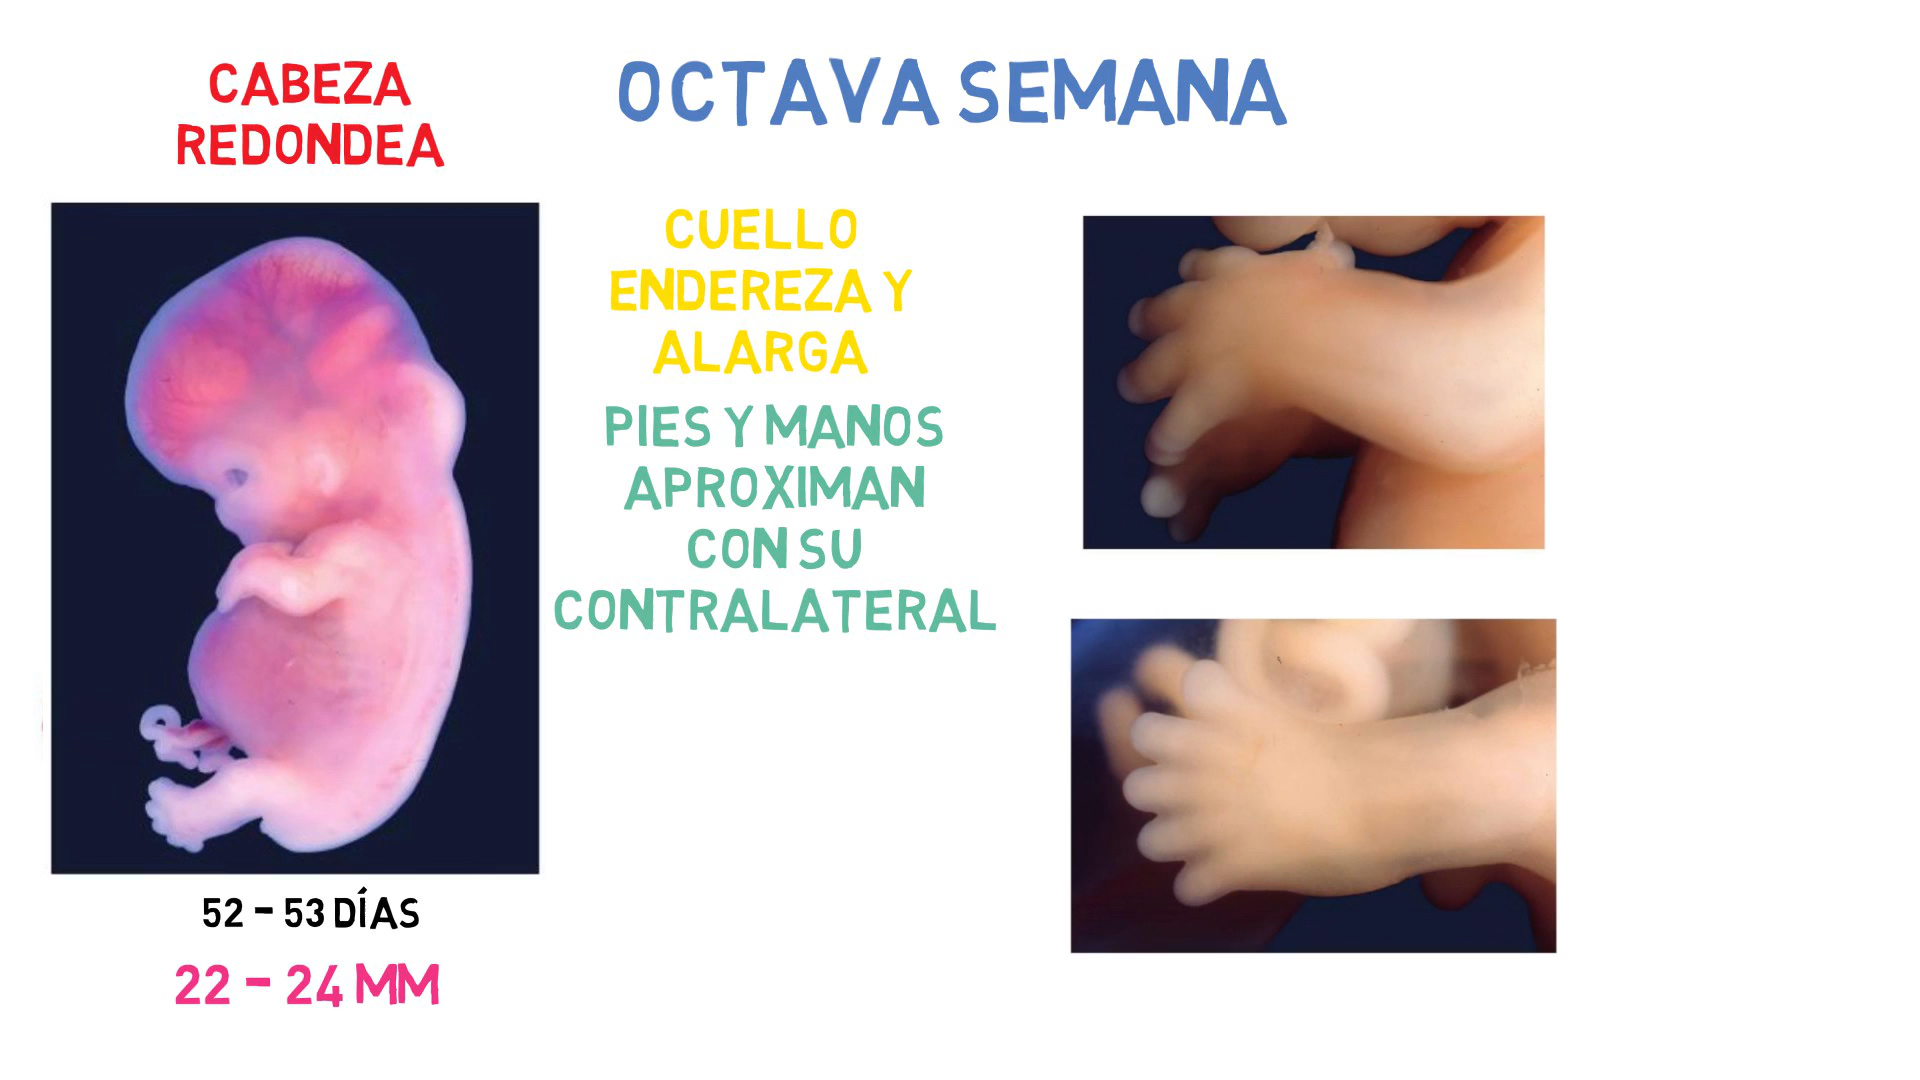 OCTAVA SEMANA
CABEZA
REDONDEA
CUELLO
ENDEREZA Y
ALARGA
PIES Y MANOS
APROXIMAN
CON SU
CONTRALATERAL
52 - 53 DÍAS
22 - 24 MM